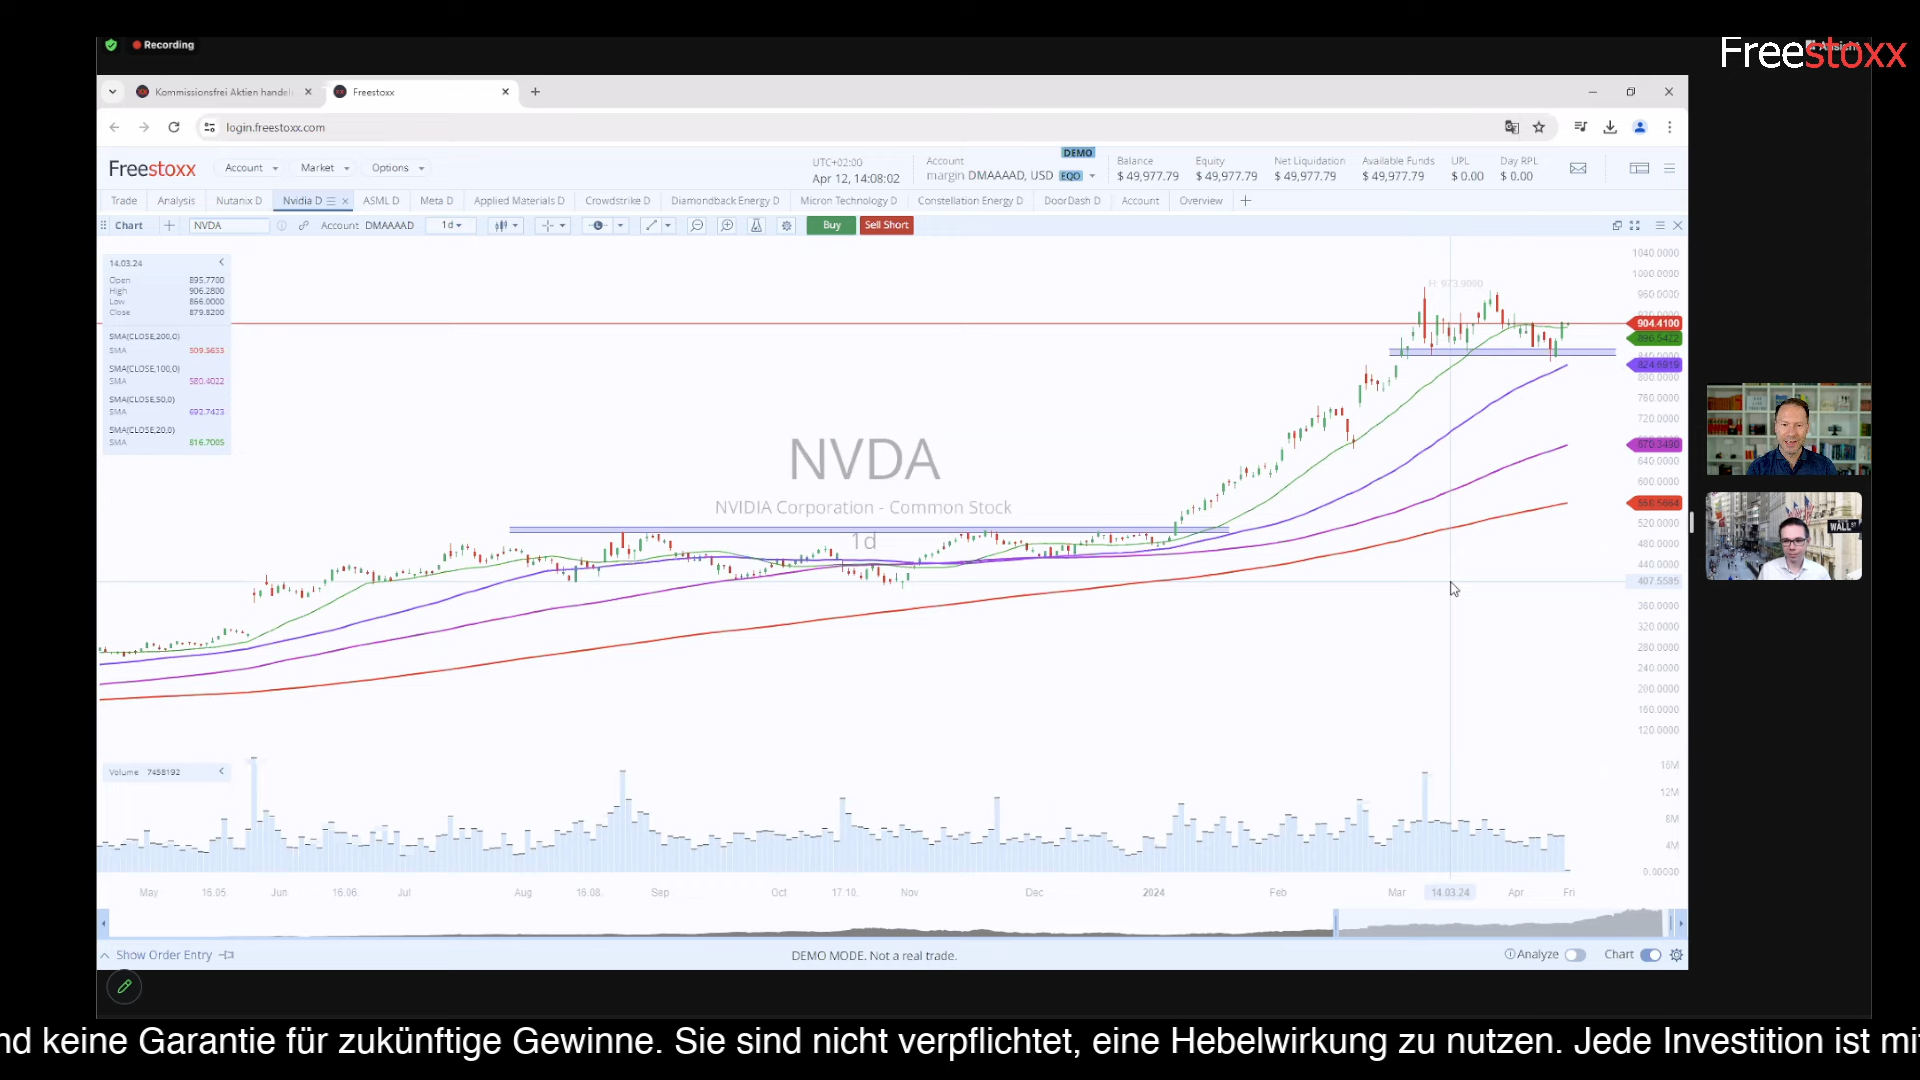 Recording
Freestoxx
Kommissionsfrei Aktien handeln
Freestoxx
login.freestoxx.com
Freestoxx
Account
Market
Options
UTC+02:00
Apr 12, 14:08:02
Account
DEMO
margin DMAAAAD, USD EQO
Balance
$ 49,977.79
Equity
$ 49,977.79
Net Liquidation
$ 49,977.79
Available Funds
$ 49,977.79
UPL
$ 0.00
Day RPL
$ 0.00
Trade
Analysis
Nutanix D
Nvidia D
ASML D
Meta D
Applied Materials D
Crowdstrike D
Diamondback Energy D
Micron Technology D
Constellation Energy D
DoorDash D
Account
Overview
Chart
NVDA
Account DMAAAAD
1d
Buy
Sell Short
14.03.24
Open 895.7700
High 906.2800
Low 866.0000
Close 879.8200
SMA(CLOSE,200,0)
SMA 509.5653
SMA(CLOSE,100,0)
SMA 580.4022
SMA(CLOSE,50,0)
SMA 692.7423
SMA(CLOSE,20,0)
SMA 816.7005
H: 973.9000
NVDA
NVIDIA Corporation - Common Stock
1d
1040.0000
1000.0000
960.0000
904.4100
800.0000
760.0000
720.0000
640.0000
600.0000
520.0000
480.0000
440.0000
407.5585
360.0000
320.0000
280.0000
240.0000
200.0000
160.0000
120.0000
Volume 7458192
16M
12M
8M
4M
0.00000
May
16.05.
Jun
16.06.
Jul
Aug
16.08.
Sep
Oct
17.10.
Nov
Dec
2024
Feb
Mar
14.03.24
Apr
Fri
Show Order Entry
DEMO MODE. Not a real trade.
Analyze
Chart
WALL ST
nd keine Garantie für zukünftige Gewinne. Sie sind nicht verpflichtet, eine Hebelwirkung zu nutzen. Jede Investition ist mi